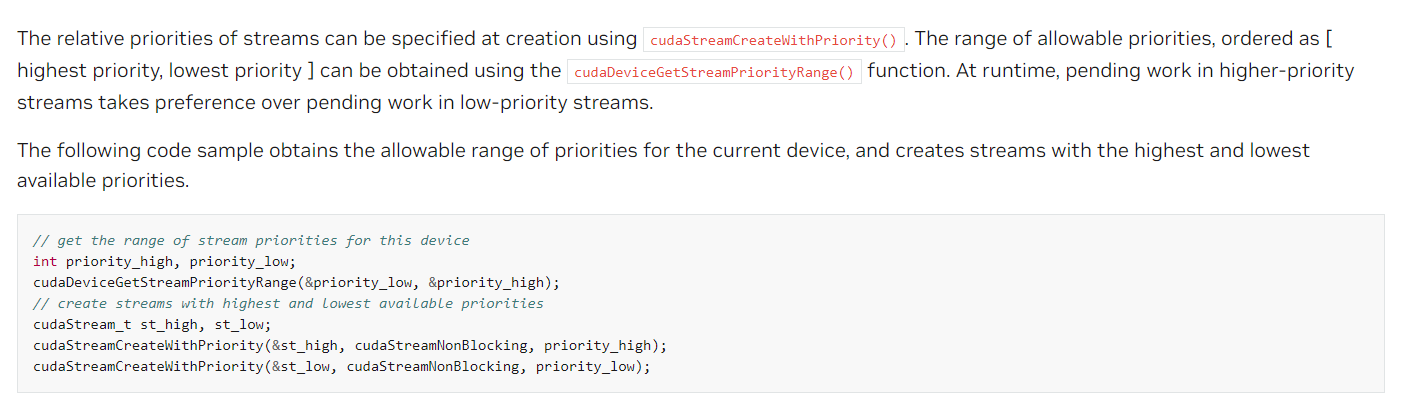 The relative priorities of streams can be specified at creation using cudaStreamCreateWithPriority() . The range of allowable priorities, ordered as [
highest priority, lowest priority ] can be obtained using the cudaDeviceGetStreamPriorityRange() function. At runtime, pending work in higher-priority
streams takes preference over pending work in low-priority streams.
The following code sample obtains the allowable range of priorities for the current device, and creates streams with the highest and lowest
available priorities.
// get the range of stream priorities for this device
int priority_high, priority_low;
cudaDeviceGetStreamPriorityRange(&priority_low, &priority_high);
// create streams with highest and lowest available priorities
cudaStream_t st_high, st_low;
cudaStreamCreateWithPriority(&st_high, cudaStreamNonBlocking, priority_high);
cudaStreamCreateWithPriority(&st_low, cudaStreamNonBlocking, priority_low);